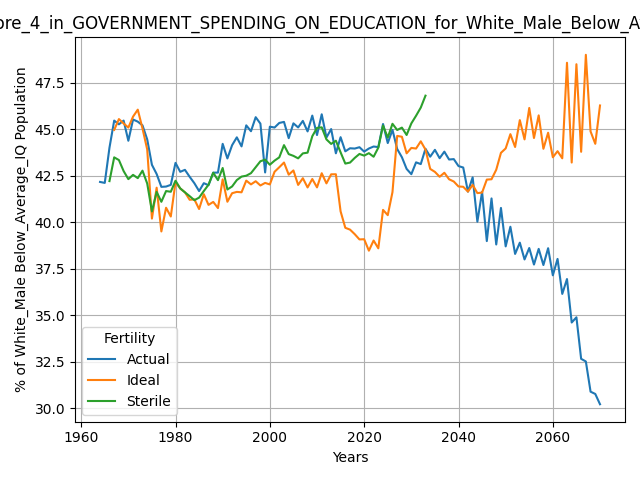 ore_4_in_GOVERNMENT_SPENDING_ON_EDUCATION_for_White_Male_Below_A
% of White_Male Below_Average_IQ Population
47.5
45.0
42.5
40.0
37.5
35.0
32.5
30.0
Fertility
Actual
Ideal
Sterile
1960
1980
2000
2020
2040
2060
Years